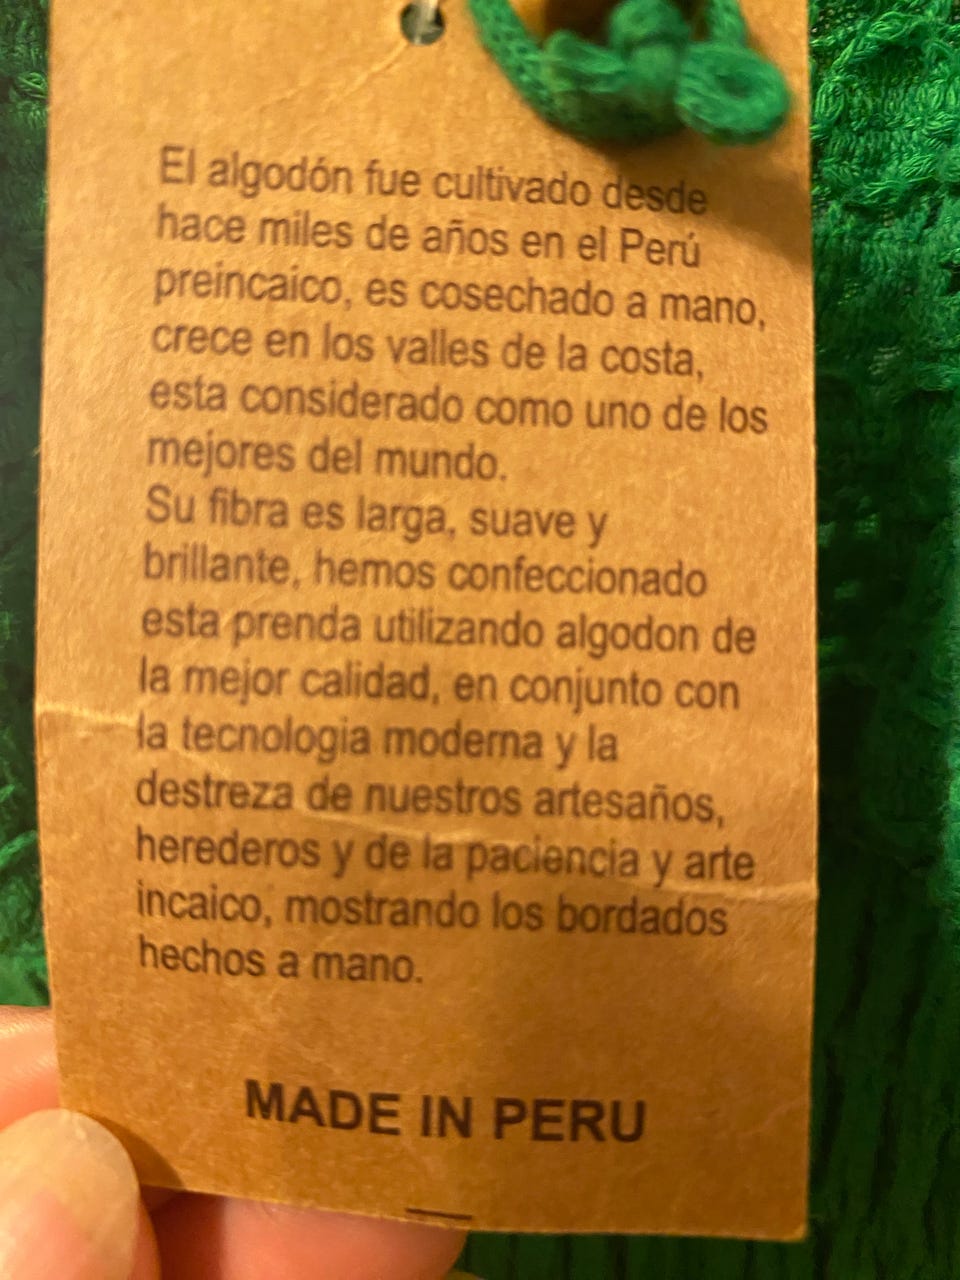 El algodón fue cultivado desde
hace miles de años en el Perú
preincaico, es cosechado a mano,
crece en los valles de la costa,
esta considerado como uno de los
mejores del mundo.
Su fibra es larga, suave y
brillante, hemos confeccionado
esta prenda utilizando algodon de
la mejor calidad, en conjunto con
la tecnologia moderna y la
destreza de nuestros artesaños,
herederos y de la paciencia y arte
incaico, mostrando los bordados
hechos a mano.
MADE IN PERU